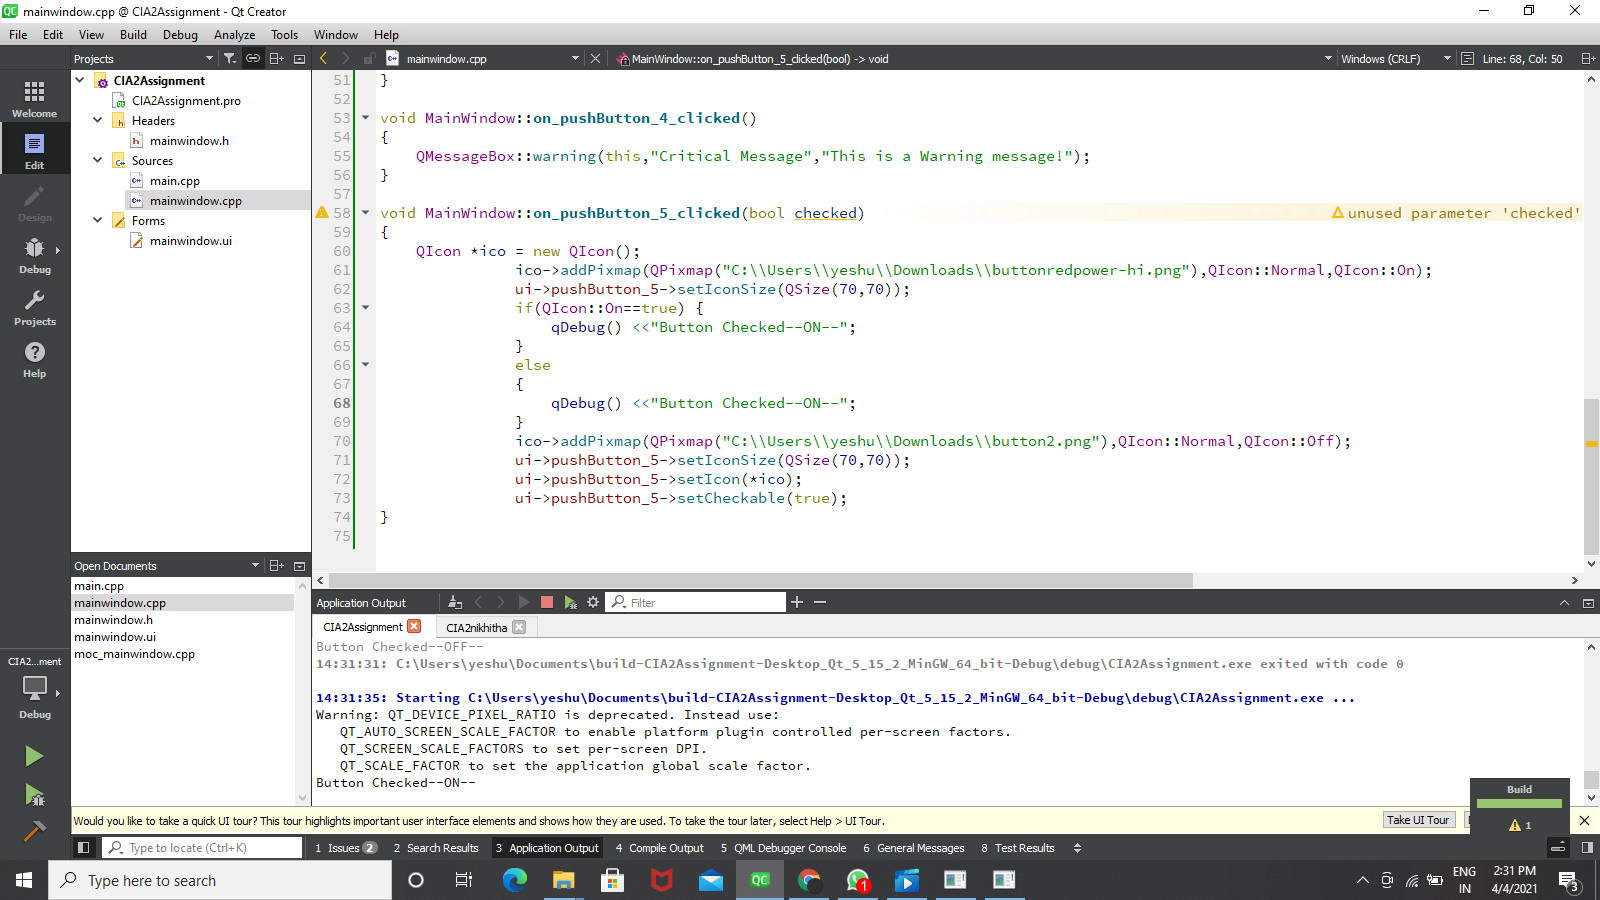 mainwindow.cpp @ CIA2Assignment - Qt Creator
File Edit View Build Debug Analyze Tools Window Help
Projects
mainwindow.cpp
MainWindow::on_pushButton_5_clicked(bool) -> void
Windows (CRLF)
Line: 68, Col: 50
Welcome
Edit
Design
Debug
Projects
Help
CIA2Assignment
CIA2Assignment.pro
Headers
mainwindow.h
Sources
main.cpp
mainwindow.cpp
Forms
mainwindow.ui
51 }
52
53 void MainWindow::on_pushButton_4_clicked()
54 {
55 QMessageBox::warning(this,"Critical Message","This is a Warning message!");
56 }
57
58 void MainWindow::on_pushButton_5_clicked(bool checked) unused parameter 'checked'
59 {
60 QIcon *ico = new QIcon();
61 ico->addPixmap(QPixmap("C:\\Users\\yeshu\\Downloads\\buttonredpower-hi.png"),QIcon::Normal,QIcon::On);
62 ui->pushButton_5->setIconSize(QSize(70,70));
63 if(QIcon::On==true) {
64 qDebug() <<"Button Checked--ON--";
65 }
66 else
67 {
68 qDebug() <<"Button Checked--ON--";
69 }
70 ico->addPixmap(QPixmap("C:\\Users\\yeshu\\Downloads\\button2.png"),QIcon::Normal,QIcon::Off);
71 ui->pushButton_5->setIconSize(QSize(70,70));
72 ui->pushButton_5->setIcon(*ico);
73 ui->pushButton_5->setCheckable(true);
74 }
75
Open Documents
main.cpp
mainwindow.cpp
mainwindow.h
mainwindow.ui
moc_mainwindow.cpp
CIA2...ment
Debug
Application Output
Filter
CIA2Assignment
CIA2nikhitha
Button Checked--OFF--
14:31:31: C:\Users\yeshu\Documents\build-CIA2Assignment-Desktop_Qt_5_15_2_MinGW_64_bit-Debug\debug\CIA2Assignment.exe exited with code 0
14:31:35: Starting C:\Users\yeshu\Documents\build-CIA2Assignment-Desktop_Qt_5_15_2_MinGW_64_bit-Debug\debug\CIA2Assignment.exe ...
Warning: QT_DEVICE_PIXEL_RATIO is deprecated. Instead use:
QT_AUTO_SCREEN_SCALE_FACTOR to enable platform plugin controlled per-screen factors.
QT_SCREEN_SCALE_FACTORS to set per-screen DPI.
QT_SCALE_FACTOR to set the application global scale factor.
Button Checked--ON--
Build
1
Would you like to take a quick UI tour? This tour highlights important user interface elements and shows how they are used. To take the tour later, select Help > UI Tour.
Take UI Tour
Type to locate (Ctrl+K)
1 Issues 2
2 Search Results
3 Application Output
4 Compile Output
5 QML Debugger Console
6 General Messages
8 Test Results
Type here to search
QC
1
ENG
IN
2:31 PM
4/4/2021
3